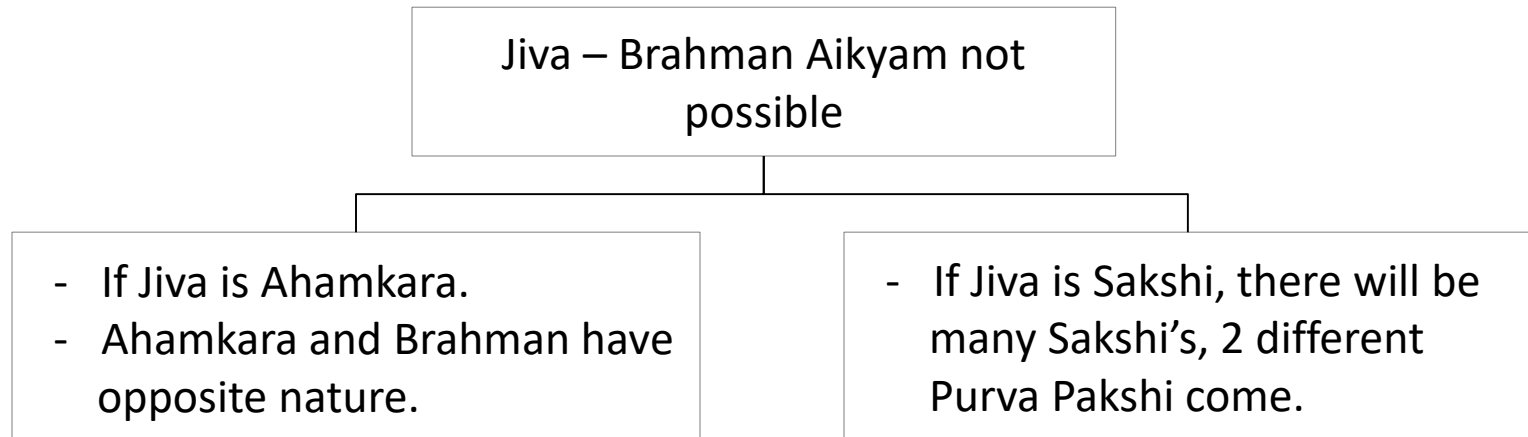 Jiva – Brahman Aikyam not
possible
- If Jiva is Ahamkara.
- Ahamkara and Brahman have
opposite nature.
- If Jiva is Sakshi, there will be
many Sakshi's, 2 different
Purva Pakshi come.